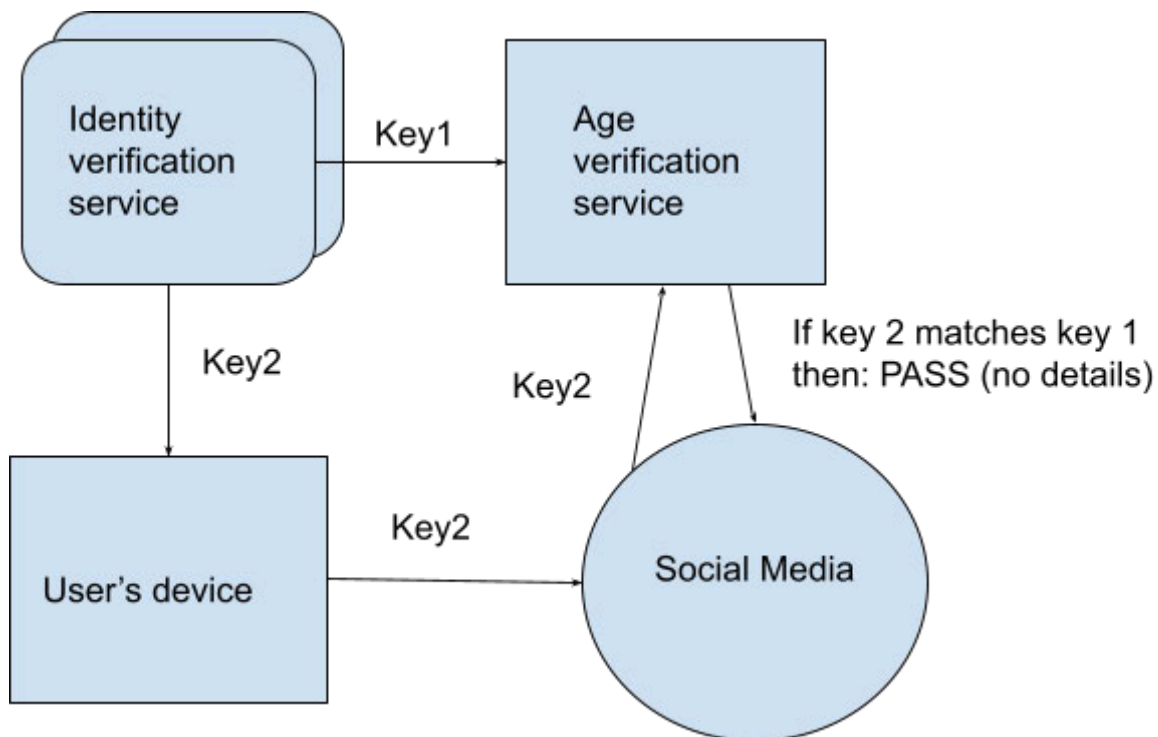 Identity
verification
service
Key1
Age
verification
service
Key2
Key2
If key 2 matches key 1
then: PASS (no details)
Key2
User's device
Social Media